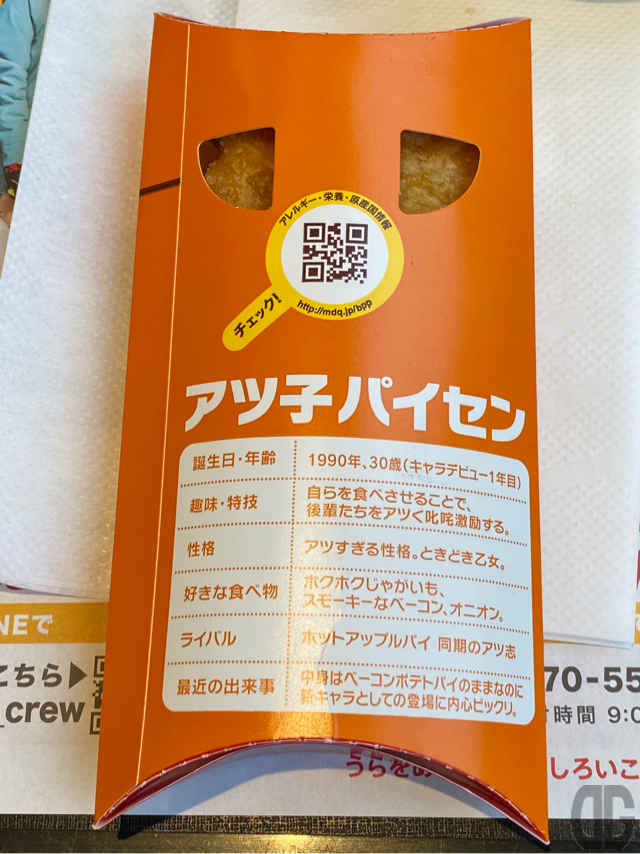 アレルギー・栄養・原産国情報
チェック!
http://mdq.jp/bpp
アツ子パイセン
誕生日・年齢 1990年、30歳(キャラデビュー1年目)
趣味・特技 自らを食べさせることで、
後輩たちをアツく叱咤激励する。
性格 アツすぎる性格。ときどき乙女。
好きな食べ物 ホクホクじゃがいも、
スモーキーなベーコン、オニオン。
ライバル ホットアップルパイ 同期のアツ志
最近の出来事 中身はベーコンポテトパイのままなのに
新キャラとしての登場に内心ビックリ。
NEで
こちら▶
_crew
70-55
時間 9:0
うらをめ
しろいこ
DG